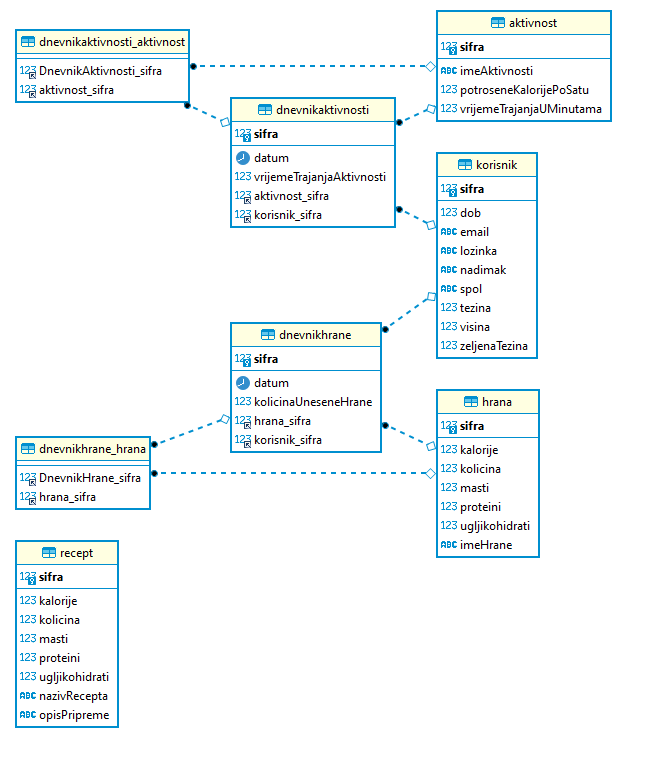 dnevnikaktivnosti_aktivnost
123 DnevnikAktivnosti_sifra
123 aktivnost_sifra
aktivnost
123 sifra
ABC imeAktivnosti
123 potroseneKalorijePoSatu
123 vrijemeTrajanjaUMinutama
dnevnikaktivnosti
123 sifra
datum
123 vrijemeTrajanjaAktivnosti
123 aktivnost_sifra
123 korisnik_sifra
korisnik
123 sifra
123 dob
ABC email
ABC lozinka
ABC nadimak
ABC spol
123 tezina
123 visina
123 zeljenaTezina
dnevnikhrane
123 sifra
datum
123 kolicinaUneseneHrane
123 hrana_sifra
123 korisnik_sifra
hrana
123 sifra
123 kalorije
123 kolicina
123 masti
123 proteini
123 ugljikohidrati
ABC imeHrane
dnevnikhrane_hrana
123 DnevnikHrane_sifra
123 hrana_sifra
recept
123 sifra
123 kalorije
123 kolicina
123 masti
123 proteini
123 ugljikohidrati
ABC nazivRecepta
ABC opisPripreme